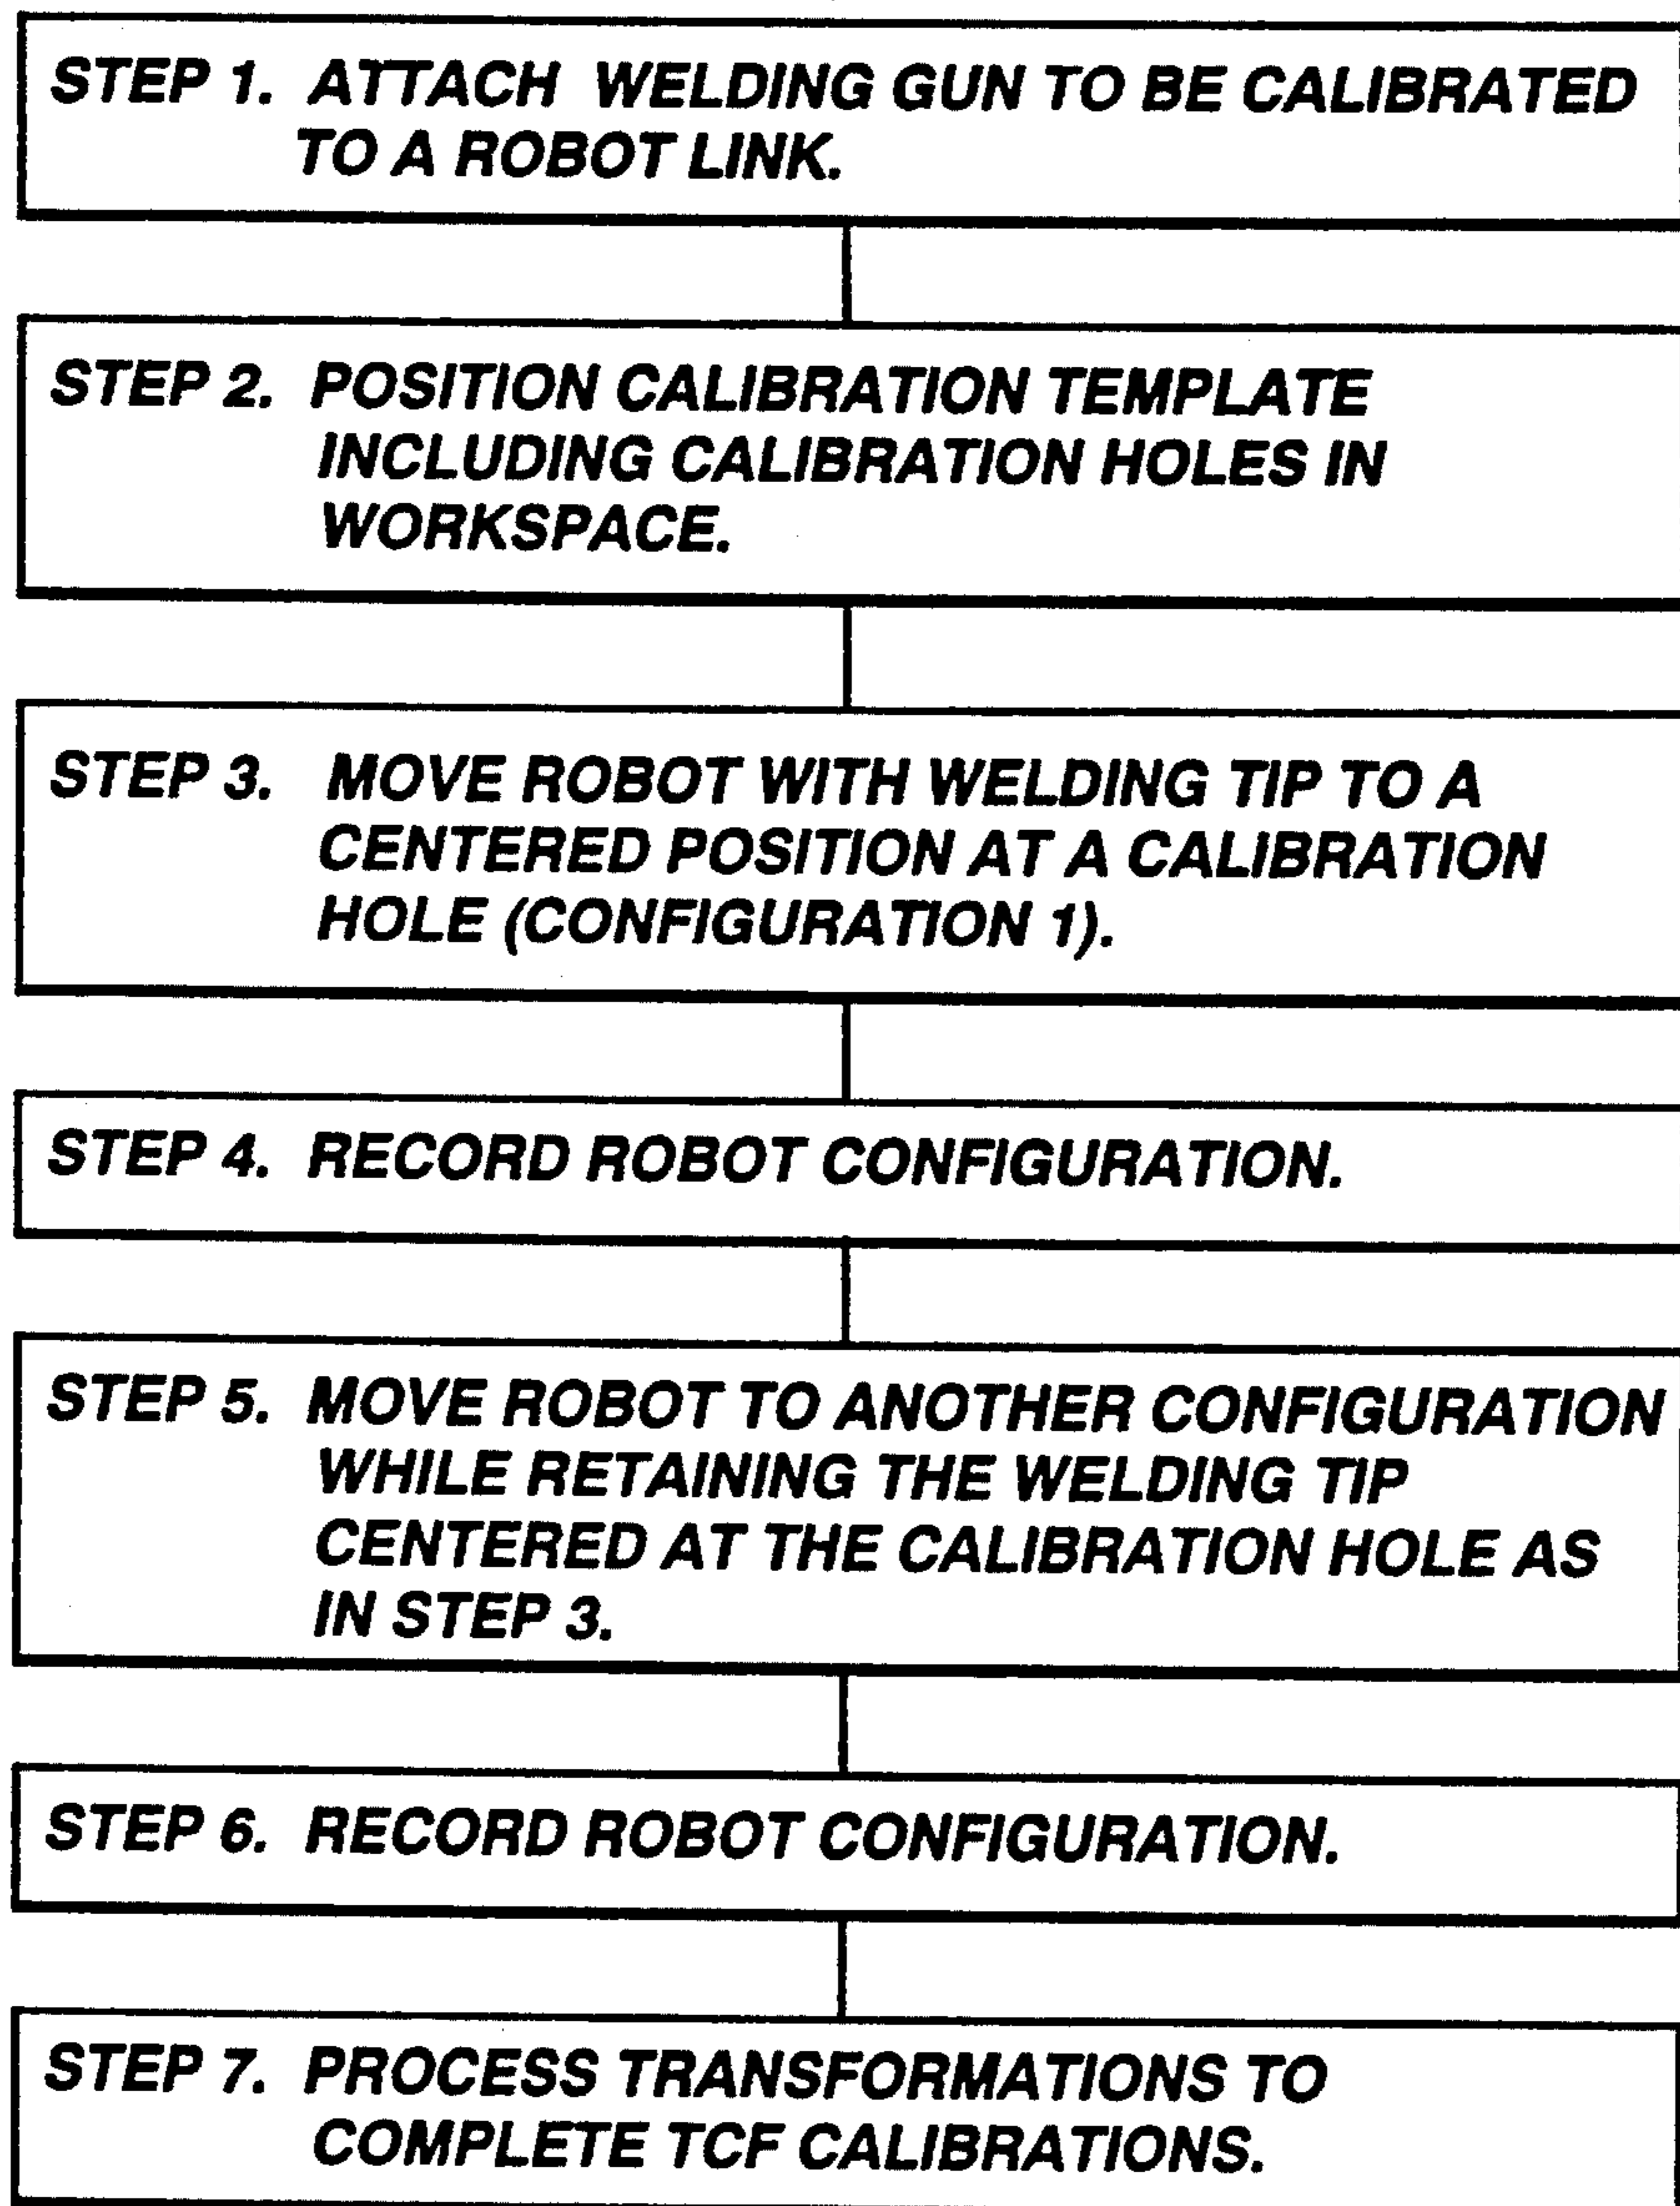 STEP 1. ATTACH WELDING GUN TO BE CALIBRATED
TO A ROBOT LINK.
STEP 2. POSITION CALIBRATION TEMPLATE
INCLUDING CALIBRATION HOLES IN
WORKSPACE.
STEP 3. MOVE ROBOT WITH WELDING TIP TO A
CENTERED POSITION AT A CALIBRATION
HOLE (CONFIGURATION 1).
STEP 4. RECORD ROBOT CONFIGURATION.
STEP 5. MOVE ROBOT TO ANOTHER CONFIGURATION
WHILE RETAINING THE WELDING TIP
CENTERED AT THE CALIBRATION HOLE AS
IN STEP 3.
STEP 6. RECORD ROBOT CONFIGURATION.
STEP 7. PROCESS TRANSFORMATIONS TO
COMPLETE TCF CALIBRATIONS.